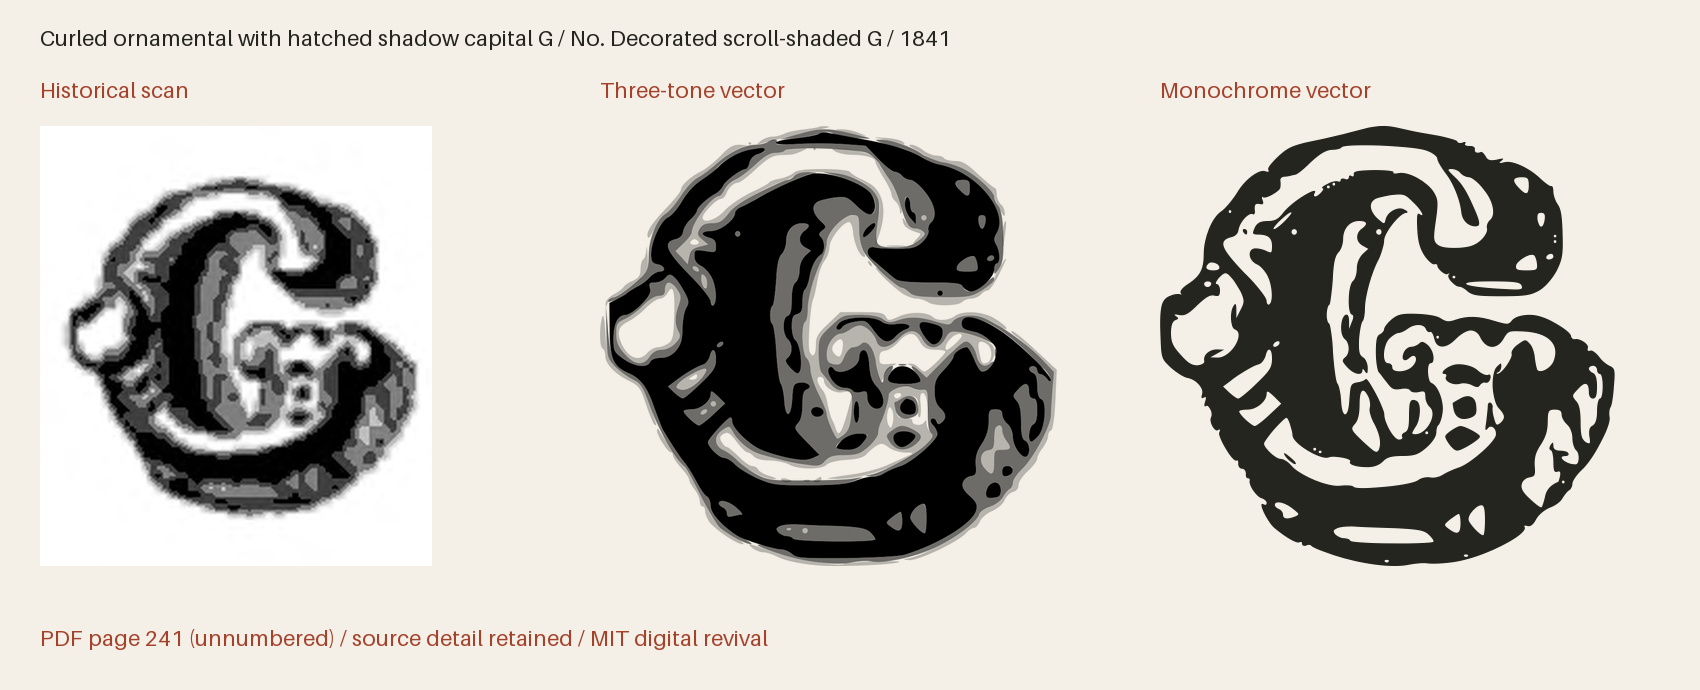 Curled ornamental with hatched shadow capital G / No. Decorated scroll-shaded G / 1841
Historical scan
Three-tone vector
Monochrome vector
G
G
G
PDF page 241 (unnumbered) / source detail retained / MIT digital revival